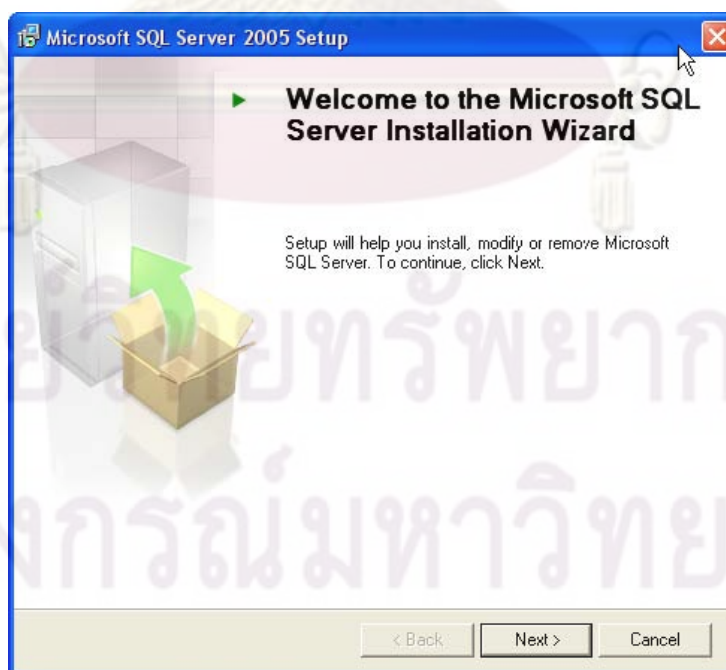 Microsoft SQL Server 2005 Setup
Welcome to the Microsoft SQL
Server Installation Wizard
Setup will help you install, modify or remove Microsoft
SQL Server. To continue, click Next.
ย์วิทยทรัพยาก
งกรณ์มหาวิทย
< Back
Next >
Cancel